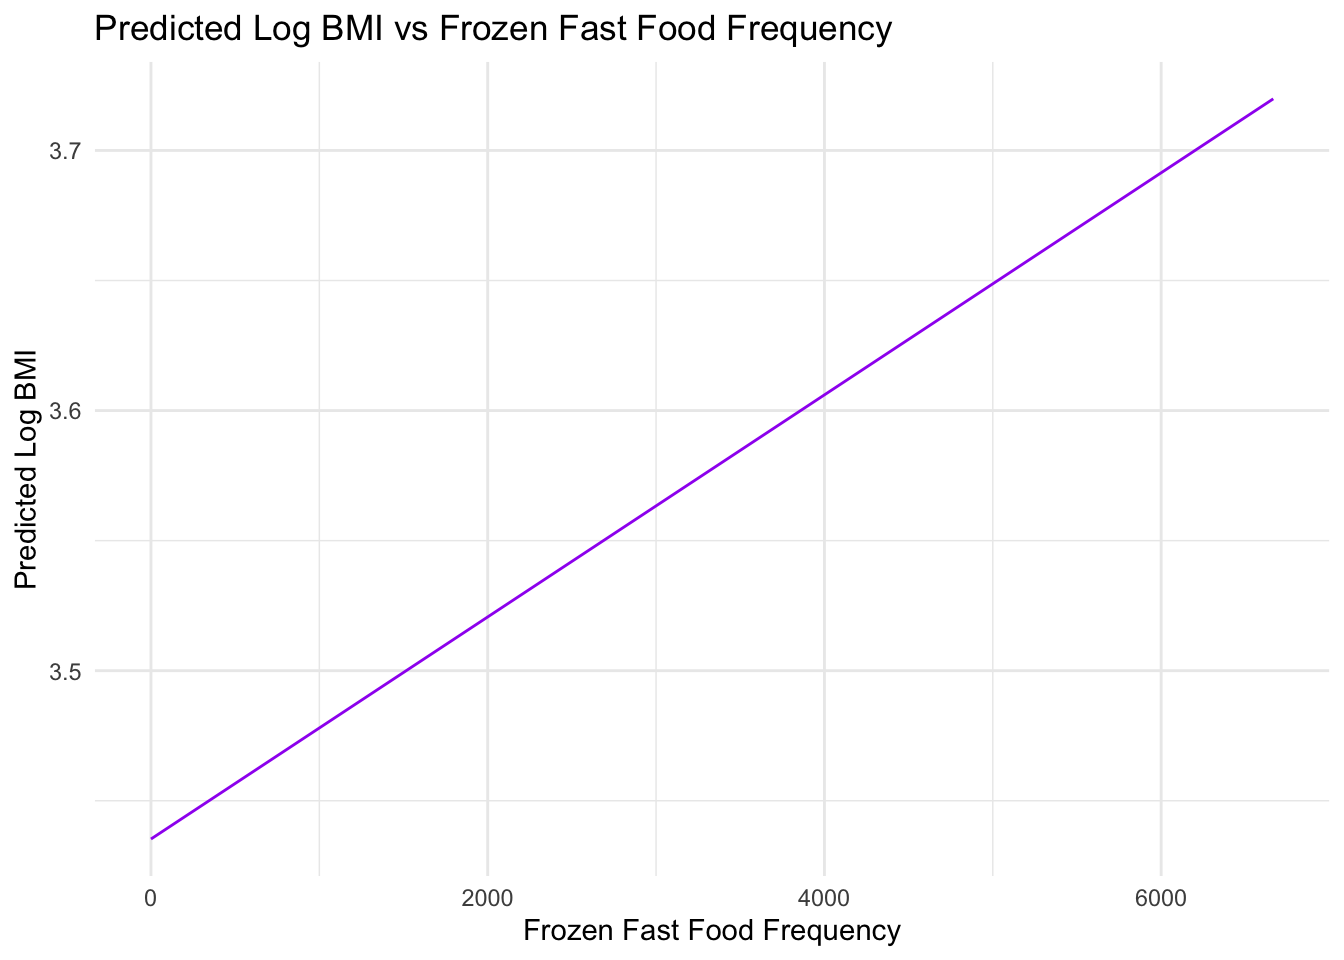 Predicted Log BMI vs Frozen Fast Food Frequency
Predicted Log BMI
3.7
3.6
3.5
0 2000 4000 6000
Frozen Fast Food Frequency